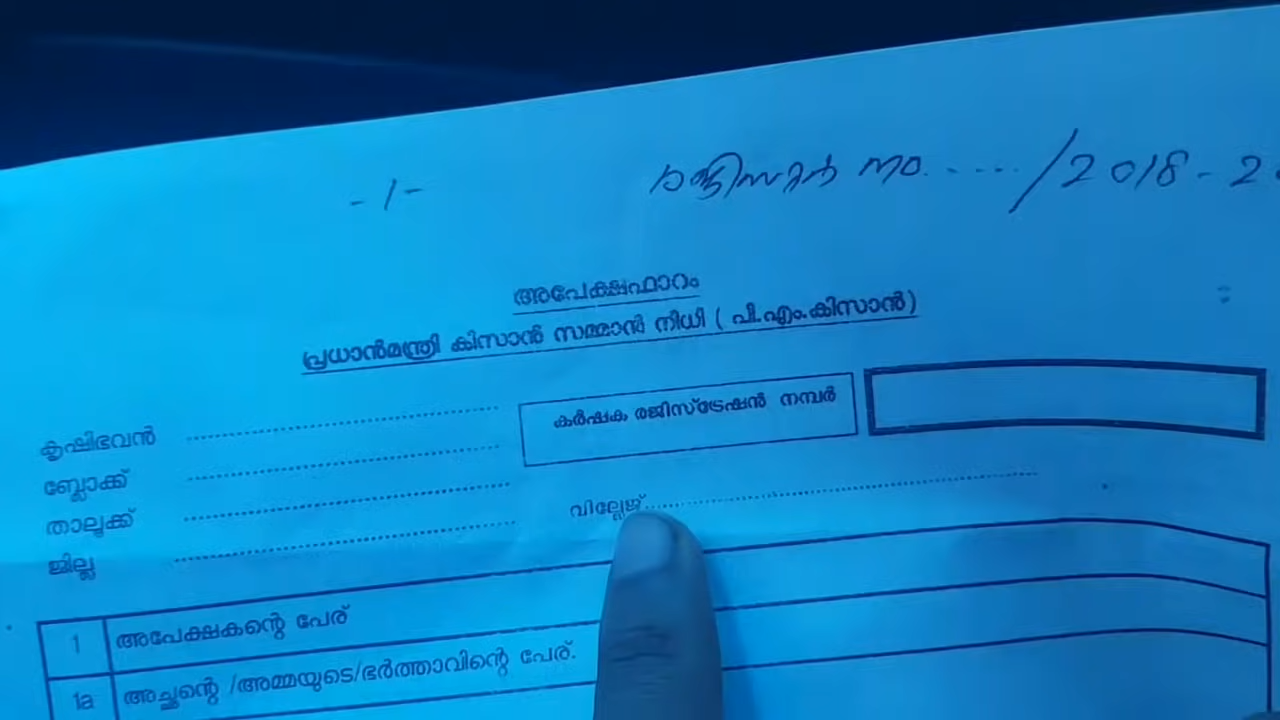 -1-
രജിസ്റ്റർ നം...... /2018-2
അപേക്ഷഫാറം
പ്രധാൻമന്ത്രി കിസാൻ സമ്മാൻ നിധി ( പി.എം.കിസാൻ)
കൃഷിഭവൻ ........................
കർഷക രജിസ്ട്രേഷൻ നമ്പർ
ബ്ലോക്ക് ........................
താലൂക്ക് ........................
വില്ലേജ് ........................
ജില്ല ........................
1 അപേക്ഷകന്റെ പേര്
1a അച്ഛന്റെ /അമ്മയുടെ/ഭർത്താവിന്റെ പേര്.